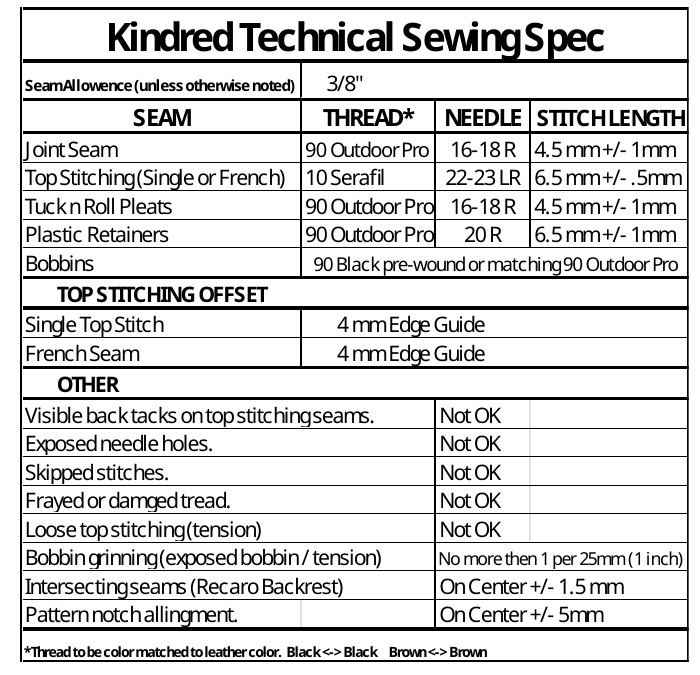 Kindred Technical Sewing Spec
Seam Allowence (unless otherwise noted) 3/8"
SEAM THREAD* NEEDLE STITCH LENGTH
Joint Seam 90 Outdoor Pro 16-18 R 4.5 mm +/- 1mm
Top Stitching (Single or French) 10 Serafil 22-23 LR 6.5 mm +/- .5mm
Tuck n Roll Pleats 90 Outdoor Pro 16-18 R 4.5 mm +/- 1mm
Plastic Retainers 90 Outdoor Pro 20 R 6.5 mm +/- 1mm
Bobbins 90 Black pre-wound or matching 90 Outdoor Pro
TOP STITCHING OFFSET
Single Top Stitch 4 mm Edge Guide
French Seam 4 mm Edge Guide
OTHER
Visible back tacks on top stitching seams. Not OK
Exposed needle holes. Not OK
Skipped stitches. Not OK
Frayed or damged tread. Not OK
Loose top stitching (tension) Not OK
Bobbin grinning (exposed bobbin / tension) No more then 1 per 25mm (1 inch)
Intersecting seams (Recaro Backrest) On Center +/- 1.5 mm
Pattern notch allingment. On Center +/- 5mm
*Thread to be color matched to leather color. Black <-> Black Brown <-> Brown